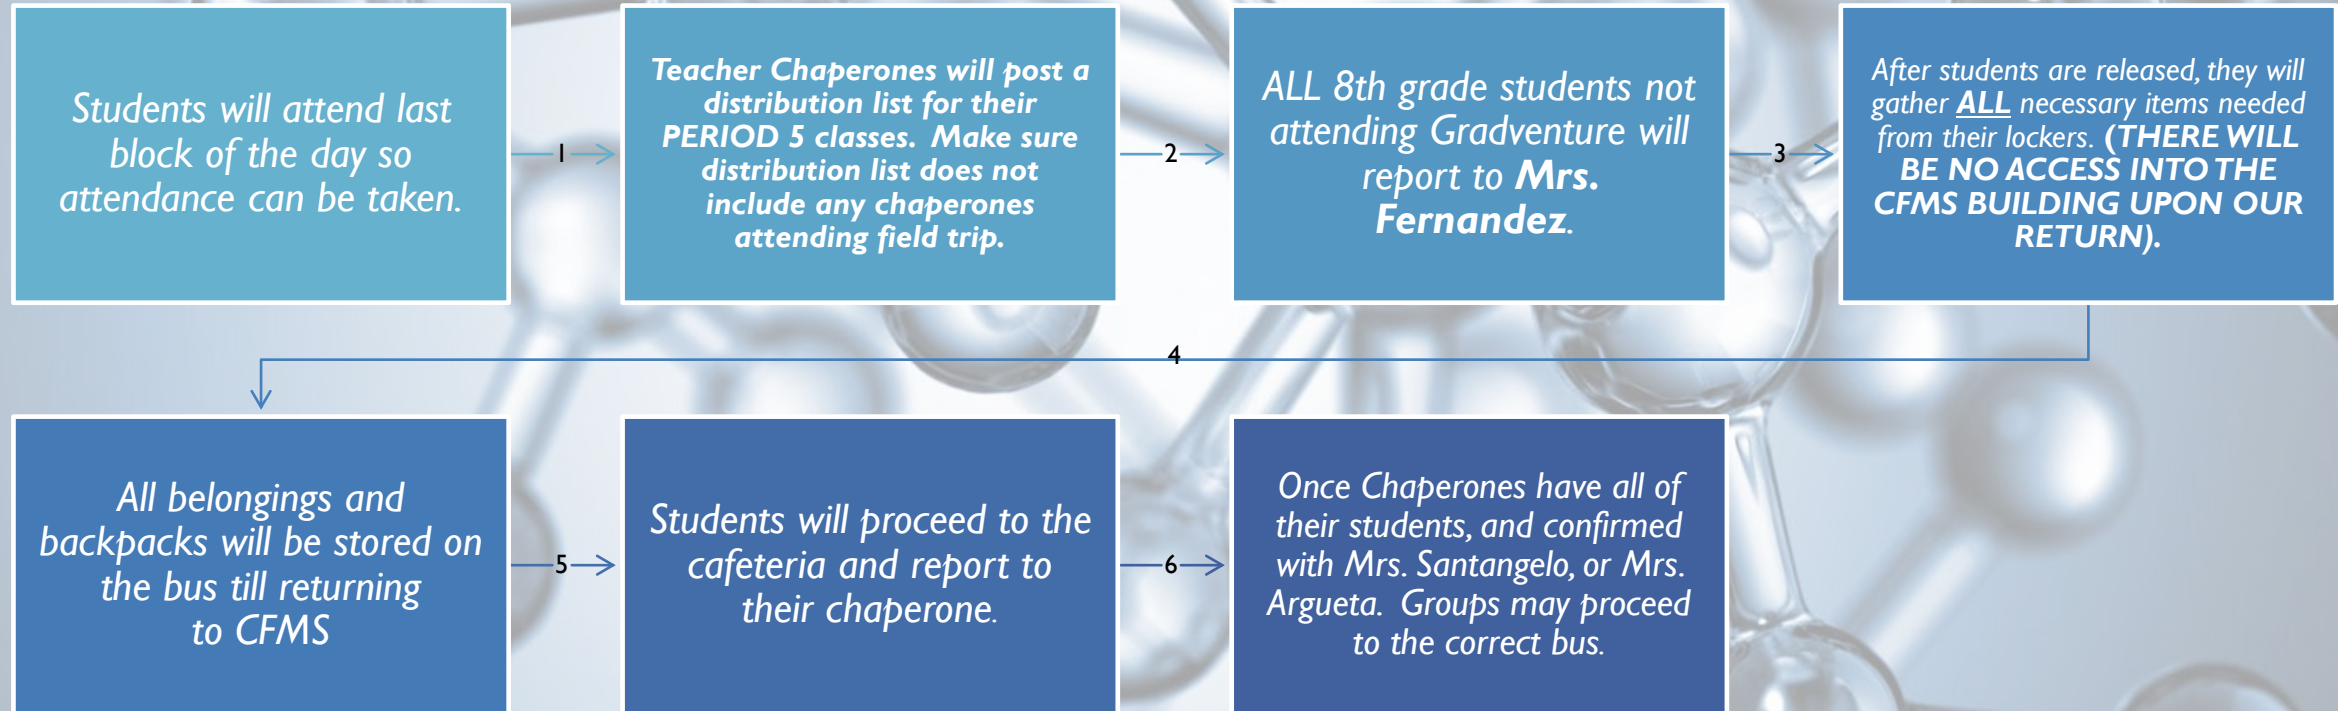 Students will attend last
block of the day so
attendance can be taken.
1
Teacher Chaperones will post a
distribution list for their
PERIOD 5 classes.  Make sure
distribution list does not
include any chaperones
attending field trip.
2
ALL 8th grade students not
attending Gradventure will
report to Mrs.
Fernandez.
3
After students are released, they will
gather ALL necessary items needed
from their lockers. (THERE WILL
BE NO ACCESS INTO THE
CFMS BUILDING UPON OUR
RETURN).
4
All belongings and
backpacks will be stored on
the bus till returning
to CFMS
5
Students will proceed to the
cafeteria and report to
their chaperone.
6
Once Chaperones have all of
their students, and confirmed
with Mrs. Santangelo, or Mrs.
Argueta.  Groups may proceed
to the correct bus.